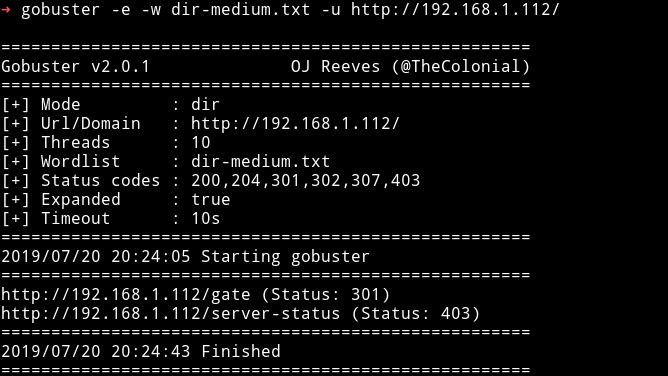 → gobuster -e -w dir-medium.txt -u http://192.168.1.112/
=====================================================
Gobuster v2.0.1              OJ Reeves (@TheColonial)
=====================================================
[+] Mode         : dir
[+] Url/Domain   : http://192.168.1.112/
[+] Threads      : 10
[+] Wordlist     : dir-medium.txt
[+] Status codes : 200,204,301,302,307,403
[+] Expanded     : true
[+] Timeout      : 10s
=====================================================
2019/07/20 20:24:05 Starting gobuster
=====================================================
http://192.168.1.112/gate (Status: 301)
http://192.168.1.112/server-status (Status: 403)
=====================================================
2019/07/20 20:24:43 Finished
=====================================================